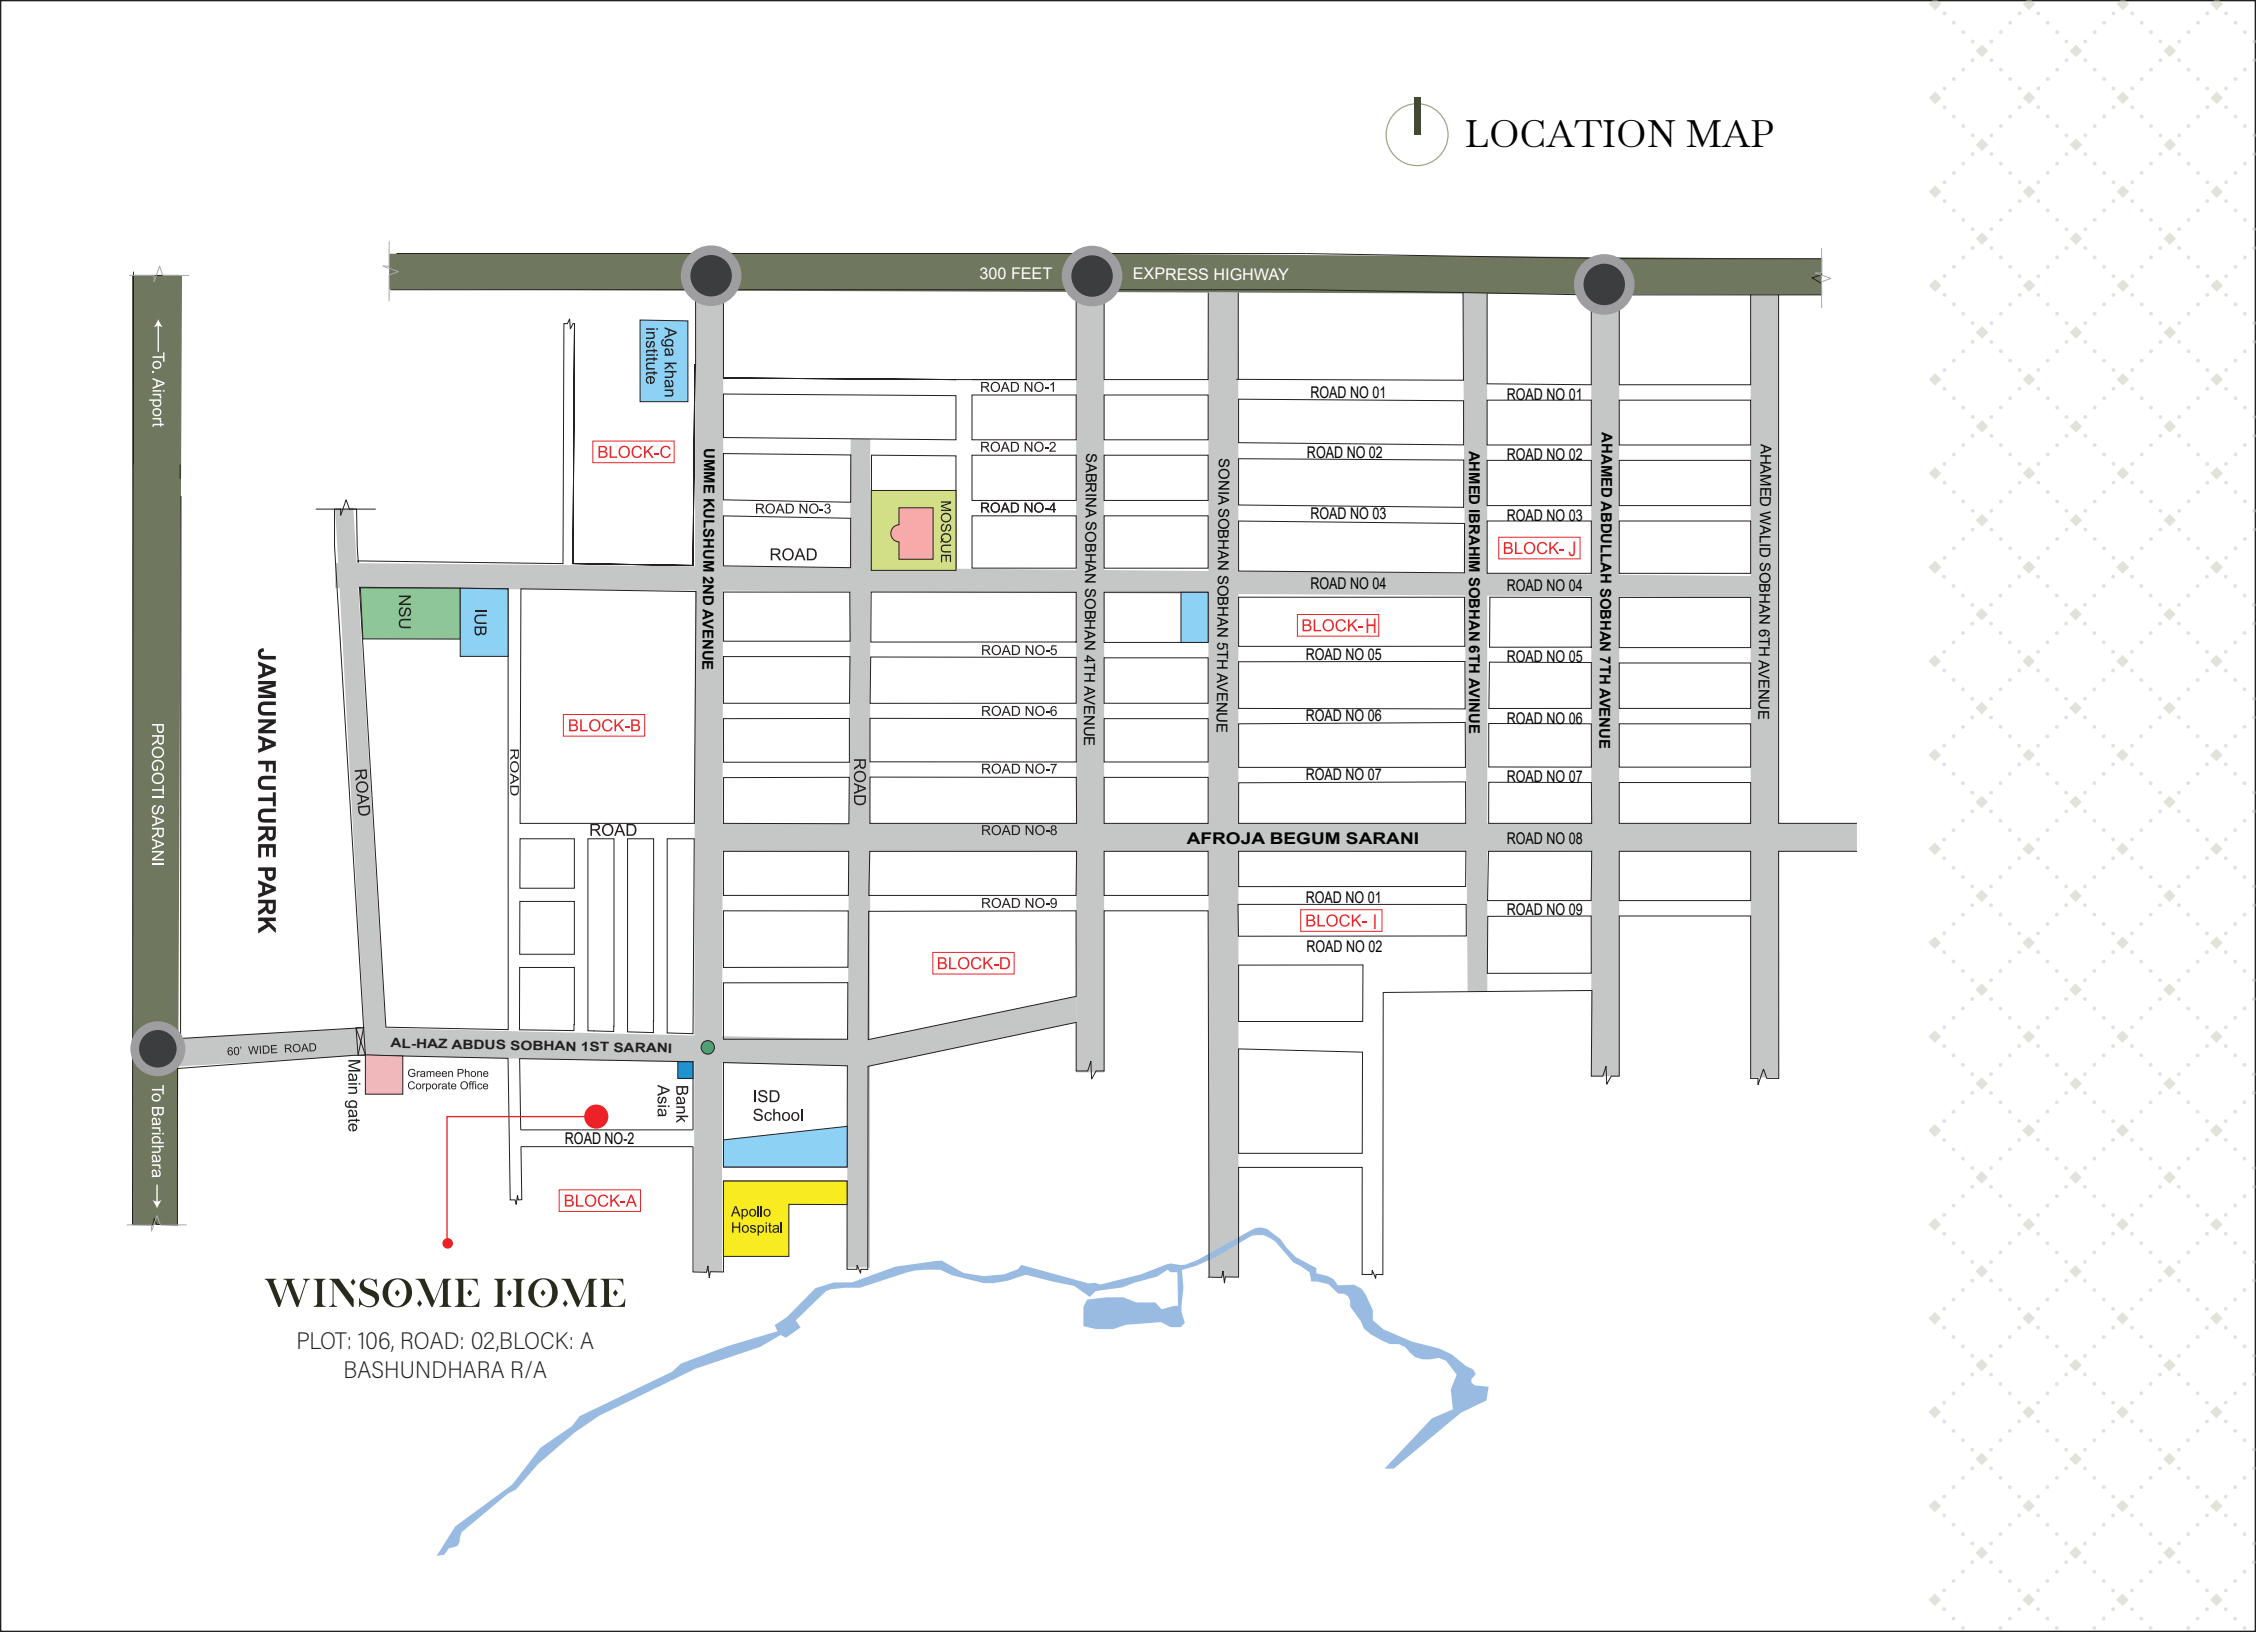 LOCATION MAP
300 FEET EXPRESS HIGHWAY
To. Airport
PROGOTI SARANI
To Baridhara
JAMUNA FUTURE PARK
Aga khan
institute
BLOCK-C
UMME KULSHUM 2ND AVENUE
ROAD NO-1
ROAD NO-2
ROAD NO-3
ROAD NO-4
ROAD
MOSQUE
SABRINA SOBHAN SOBHAN 4TH AVENUE
SONIA SOBHAN SOBHAN 5TH AVENUE
ROAD NO 01
ROAD NO 02
ROAD NO 03
ROAD NO 04
AHMED IBRAHIM SOBHAN 6TH AVINUE
ROAD NO 01
ROAD NO 02
ROAD NO 03
BLOCK- J
ROAD NO 04
AHAMED ABDULLAH SOBHAN 7TH AVENUE
AHAMED WALID SOBHAN 6TH AVENUE
NSU
IUB
BLOCK-B
ROAD
ROAD
ROAD
ROAD
ROAD NO-5
ROAD NO-6
ROAD NO-7
ROAD NO-8
BLOCK-H
ROAD NO 05
ROAD NO 06
ROAD NO 07
ROAD NO 05
ROAD NO 06
ROAD NO 07
AFROJA BEGUM SARANI
ROAD NO 08
ROAD NO-9
BLOCK-D
ROAD NO 01
BLOCK- I
ROAD NO 02
ROAD NO 09
60' WIDE ROAD
AL-HAZ ABDUS SOBHAN 1ST SARANI
Main gate
Grameen Phone
Corporate Office
Bank
Asia
ISD
School
ROAD NO-2
BLOCK-A
Apollo
Hospital
WINSOME HOME
PLOT: 106, ROAD: 02,BLOCK: A
BASHUNDHARA R/A